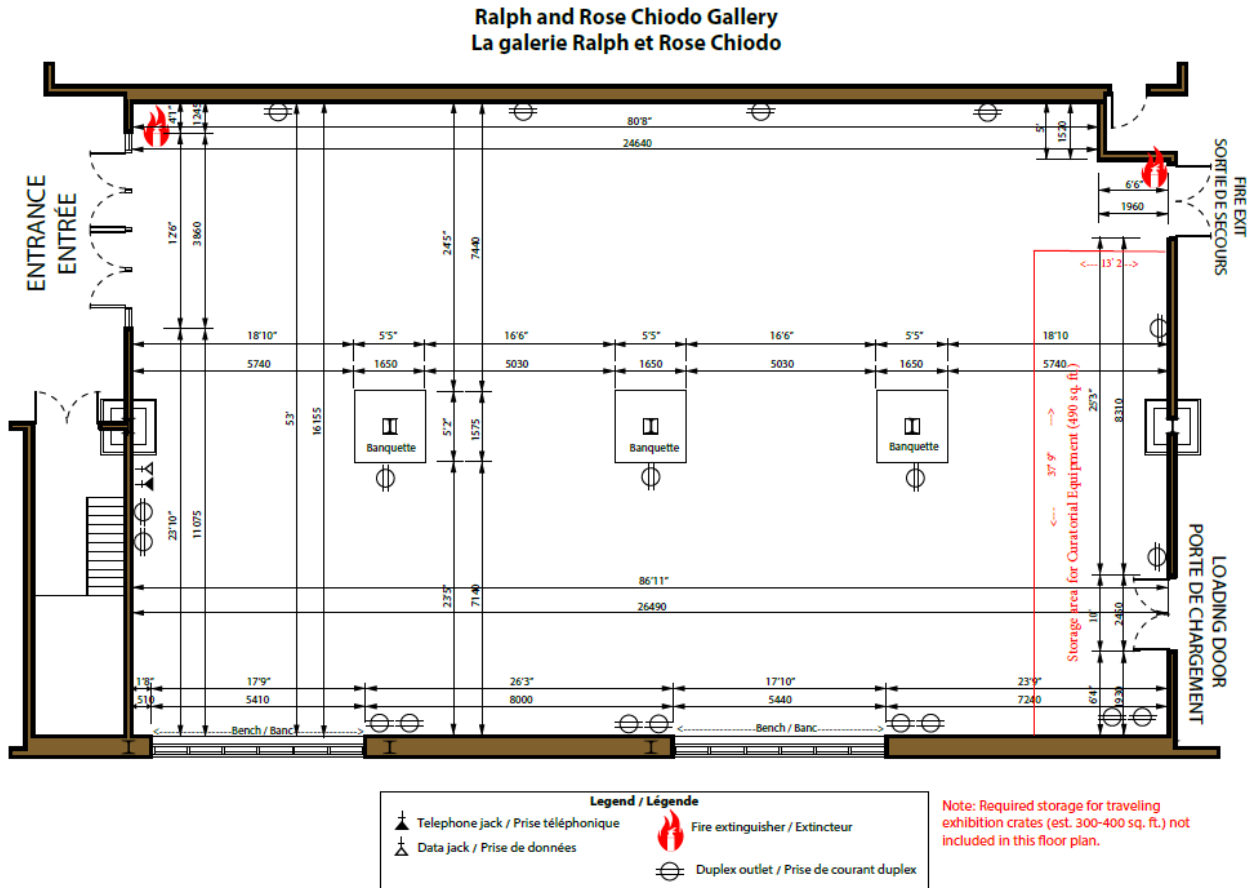 Ralph and Rose Chiodo Gallery
La galerie Ralph et Rose Chiodo
4'1"
1245
80'8"
24640
5'
1520
ENTRANCE
ENTRÉE
FIRE EXIT
SORTIE DE SECOURS
6'6"
1960
12'6"
3860
24'5"
7440
<---13' 2-->
18'10"
5'5"
16'6"
5'5"
16'6"
5'5"
18'10
5740
1650
5030
1650
5030
1650
5740
53'
16155
5'2"
1575
Banquette
Banquette
Banquette
25'3"
8310
<--- 37' 9" --->
Storage area for Curatorial Equipment (490 sq. ft.)
23'10"
11075
23'5"
7140
86'11"
26490
10'
2450
LOADING DOOR
PORTE DE CHARGEMENT
1'8"
17'9"
26'3"
17'10"
23'9"
510
5410
8000
5440
7240
6'4"
1930
<----------------Bench / Banc----------------->
<----------------Bench / Banc--------------->
Legend / Légende
Telephone jack / Prise téléphonique
Data jack / Prise de données
Fire extinguisher / Extincteur
Duplex outlet / Prise de courant duplex
Note: Required storage for traveling
exhibition crates (est. 300-400 sq. ft.) not
included in this floor plan.